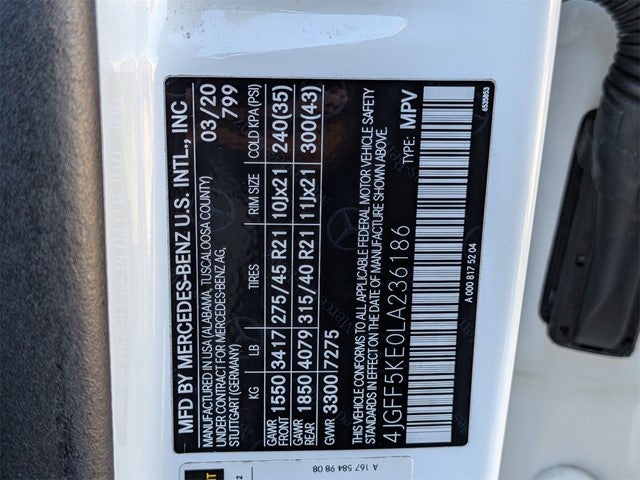 MFD BY MERCEDES-BENZ U.S. INTL., INC
MANUFACTURED IN USA (ALABAMA, TUSCALOOSA COUNTY) 03/20
UNDER CONTRACT FOR MERCEDES-BENZ AG, 799
STUTTGART (GERMANY)
KG LB TIRES RIM SIZE COLD KPA(PSI)
GAWR FRONT 1550 3417 275/45 R21 10Jx21 240(35)
GAWR REAR 1850 4079 315/40 R21 11Jx21 300(43)
GVWR 3300 7275
THIS VEHICLE CONFORMS TO ALL APPLICABLE FEDERAL MOTOR VEHICLE SAFETY
STANDARDS IN EFFECT ON THE DATE OF MANUFACTURE SHOWN ABOVE.
4JGFF5KE0LA236186 TYPE: MPV
A 000 817 52 04
6535853
A 167 584 98 08